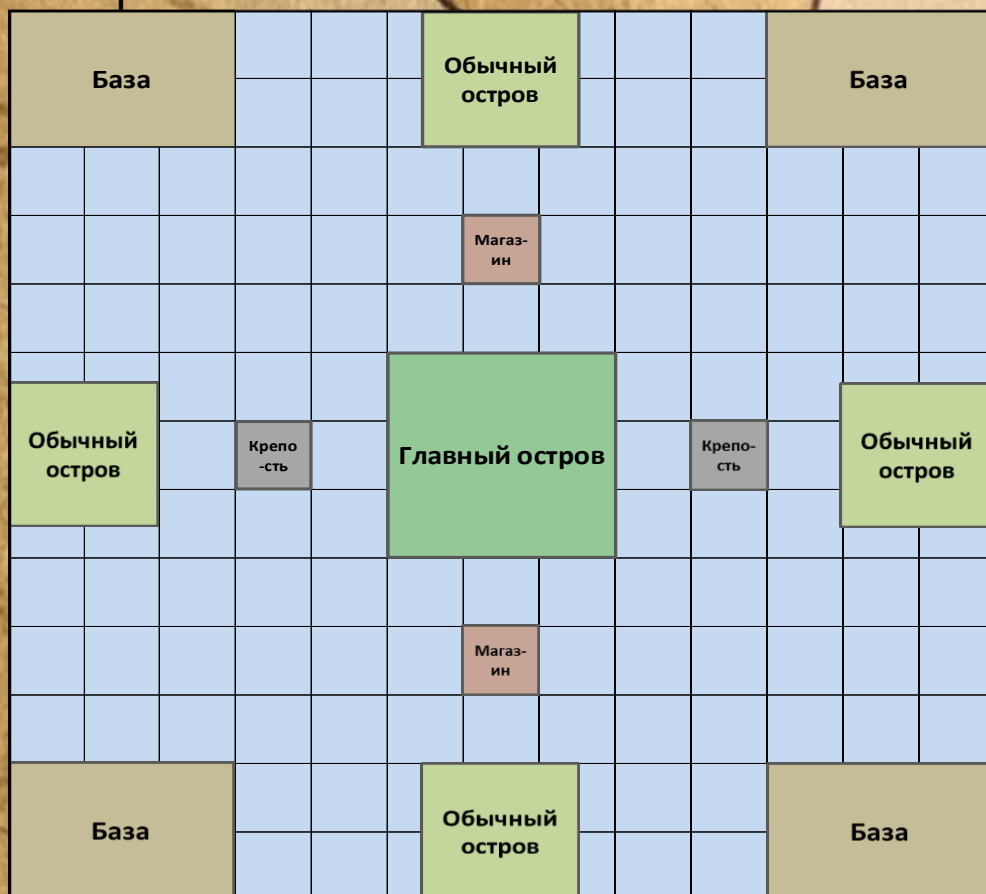 База
Обычный
остров
База
Магаз-
ин
Обычный
остров
Крепо
-сть
Главный остров
Крепо-
сть
Обычный
остров
Магаз-
ин
База
Обычный
остров
База